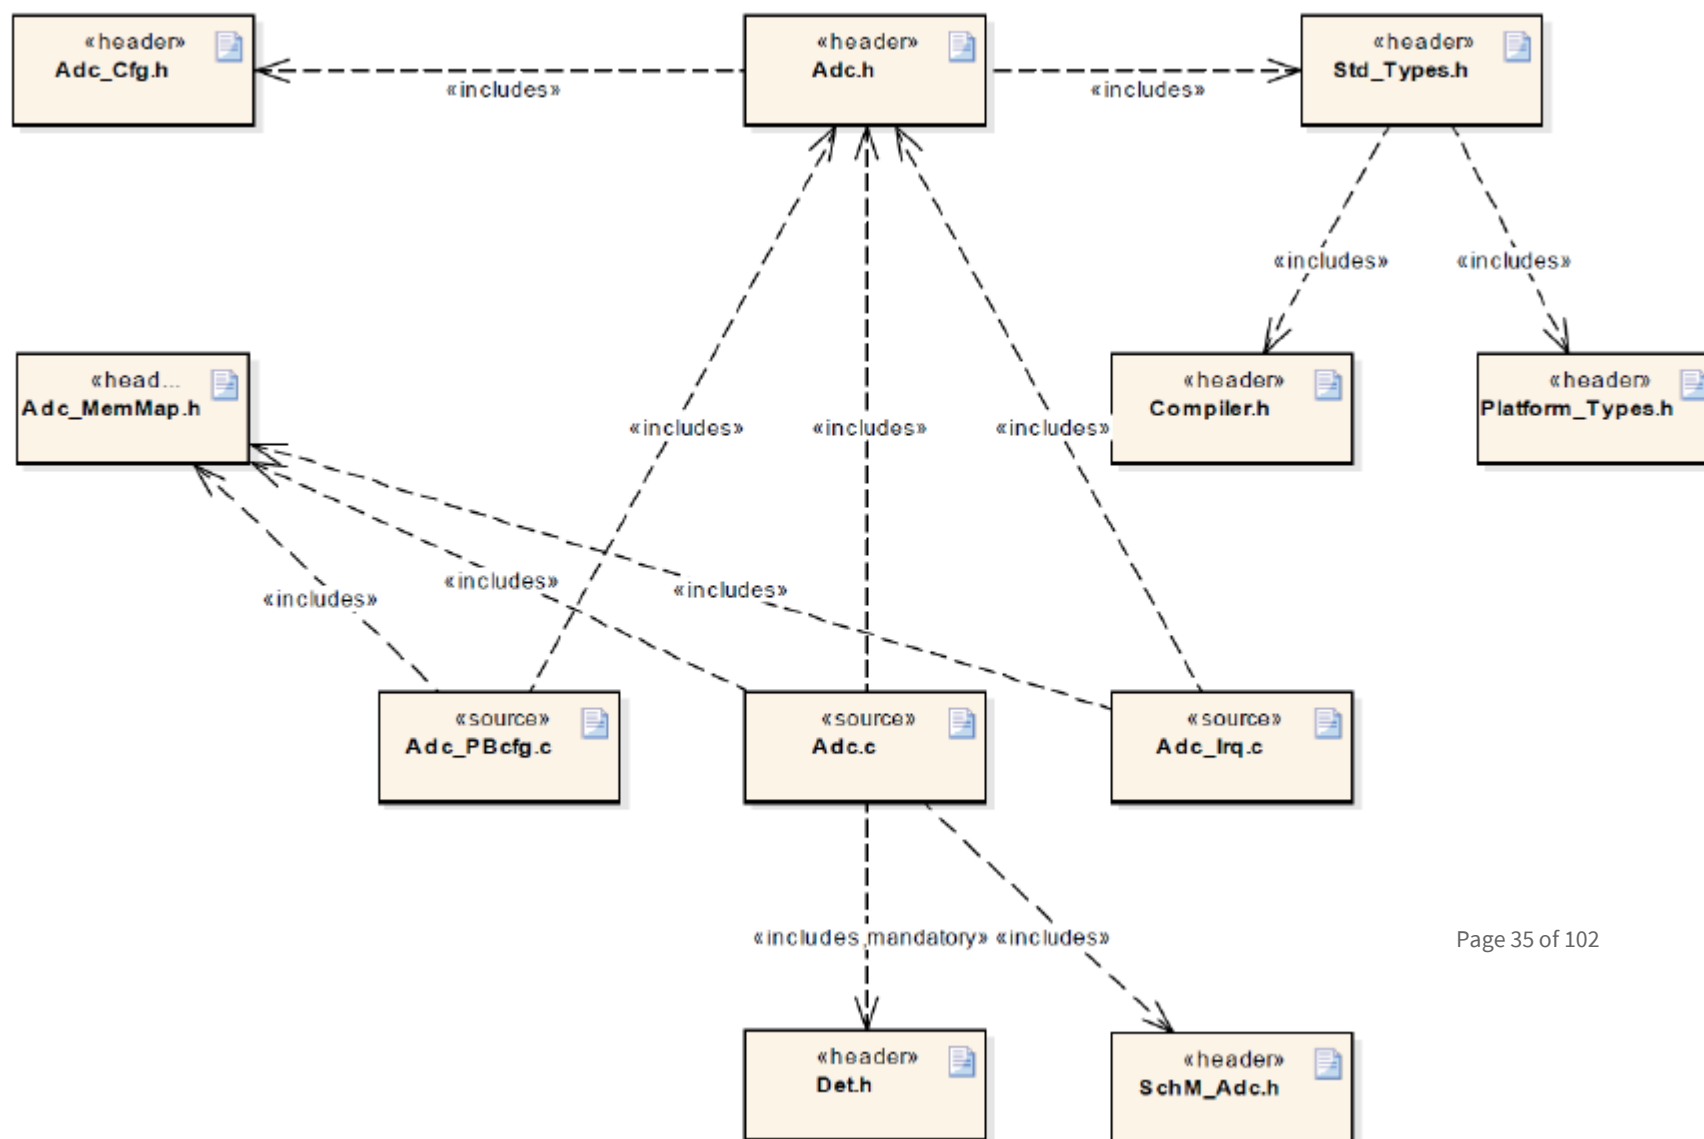 «header»
Adc_Cfg.h
«header»
Adc.h
«header»
Std_Types.h
«includes»
«includes»
«includes»
«includes»
«head...
Adc_MemMap.h
«header»
Compiler.h
«header»
Platform_Types.h
«includes»
«includes»
«includes»
«includes»
«includes»
«includes»
«source»
Adc_PBcfg.c
«source»
Adc.c
«source»
Adc_Irq.c
«includes,mandatory»
«includes»
Page 35 of 102
«header»
Det.h
«header»
SchM_Adc.h